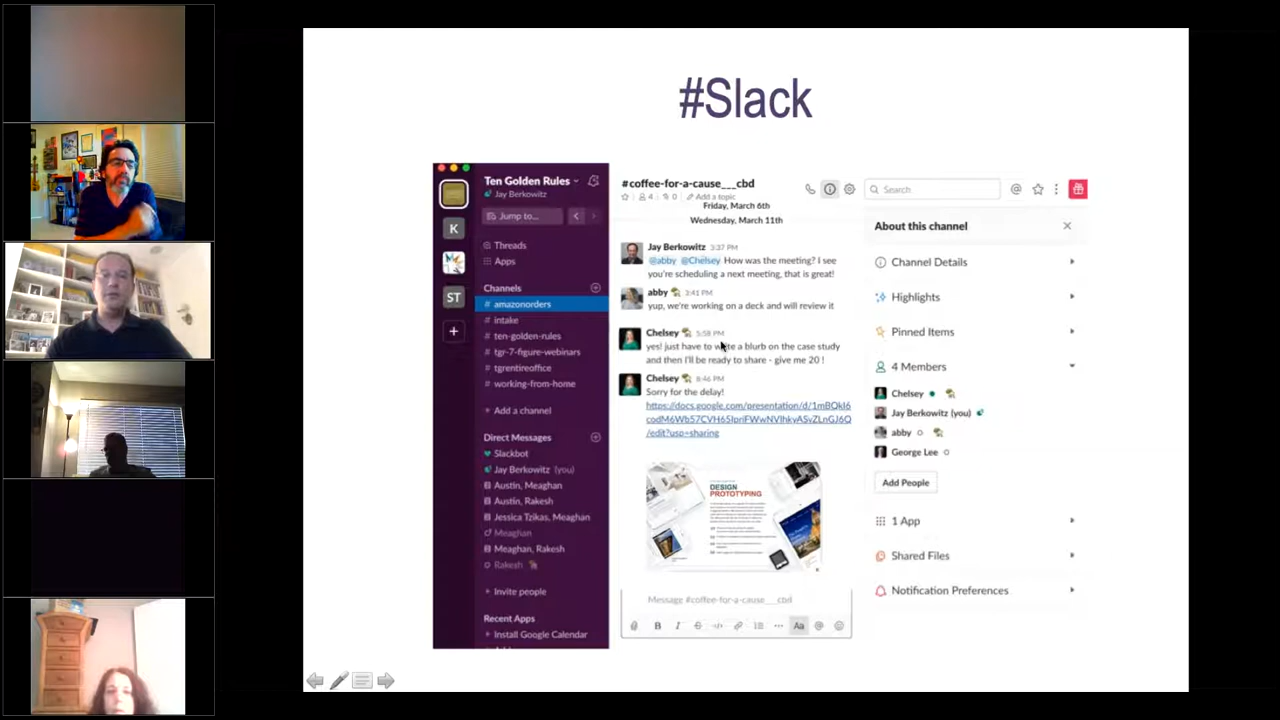 #Slack
Ten Golden Rules
Jay Berkowitz
Jump to...
K
ST
+
Threads
Apps
Channels
# amazonorders
# intake
# ten-golden-rules
# tgr-7-figure-webinars
# tgrentireoffice
# working-from-home
+ Add a channel
Direct Messages
Slackbot
Jay Berkowitz (you)
Austin, Meaghan
Austin, Rakesh
Jessica Tzikas, Meaghan
Meaghan
Meaghan, Rakesh
Rakesh
+ Invite people
Recent Apps
Install Google Calendar
#coffee-for-a-cause___cbd
4
0
Add a topic
Search
Friday, March 6th
Wednesday, March 11th
Jay Berkowitz 3:37 PM
@abby @Chelsey How was the meeting? I see
you're scheduling a next meeting, that is great!
abby 3:41 PM
yup, we're working on a deck and will review it
Chelsey 5:58 PM
yes! just have to write a blurb on the case study
and then I'll be ready to share - give me 20 !
Chelsey 8:46 PM
Sorry for the delay!
/edit?usp=sharing
DESIGN
PROTOTYPING
Message #coffee-for-a-cause___cbd
B I S </> Aa @
About this channel
Channel Details
Highlights
Pinned Items
4 Members
Chelsey
Jay Berkowitz (you)
abby
George Lee
Add People
1 App
Shared Files
Notification Preferences